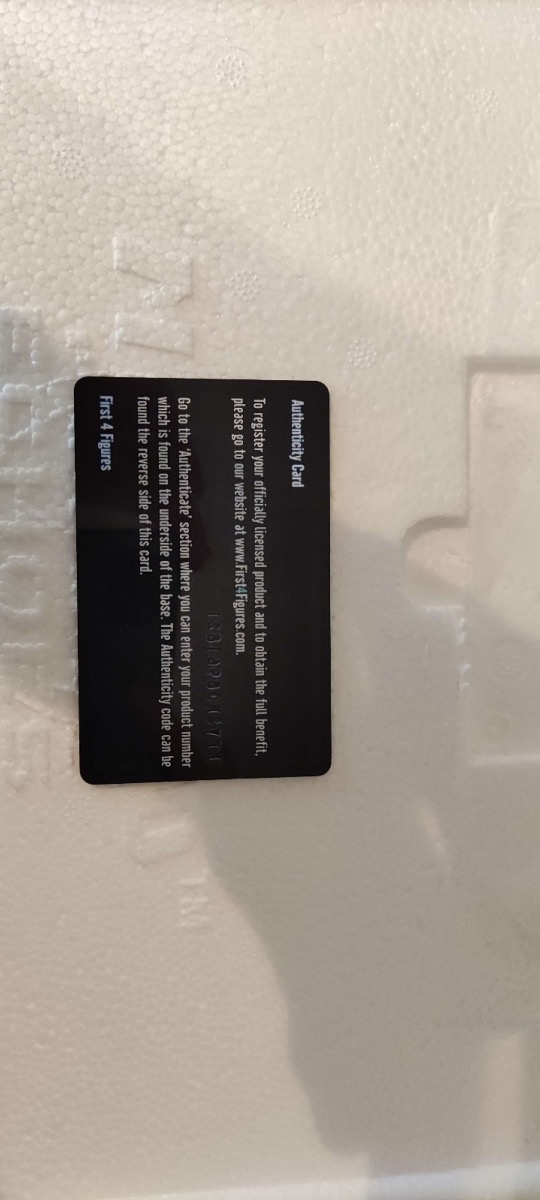 Authenticity Card
To register your officially licensed product and to obtain the full benefit,
please go to our website at www.First4Figures.com.
Go to the 'Authenticate' section where you can enter your product number
which is found on the underside of the base. The Authenticity code can be
found the reverse side of this card.
First 4 Figures
TM